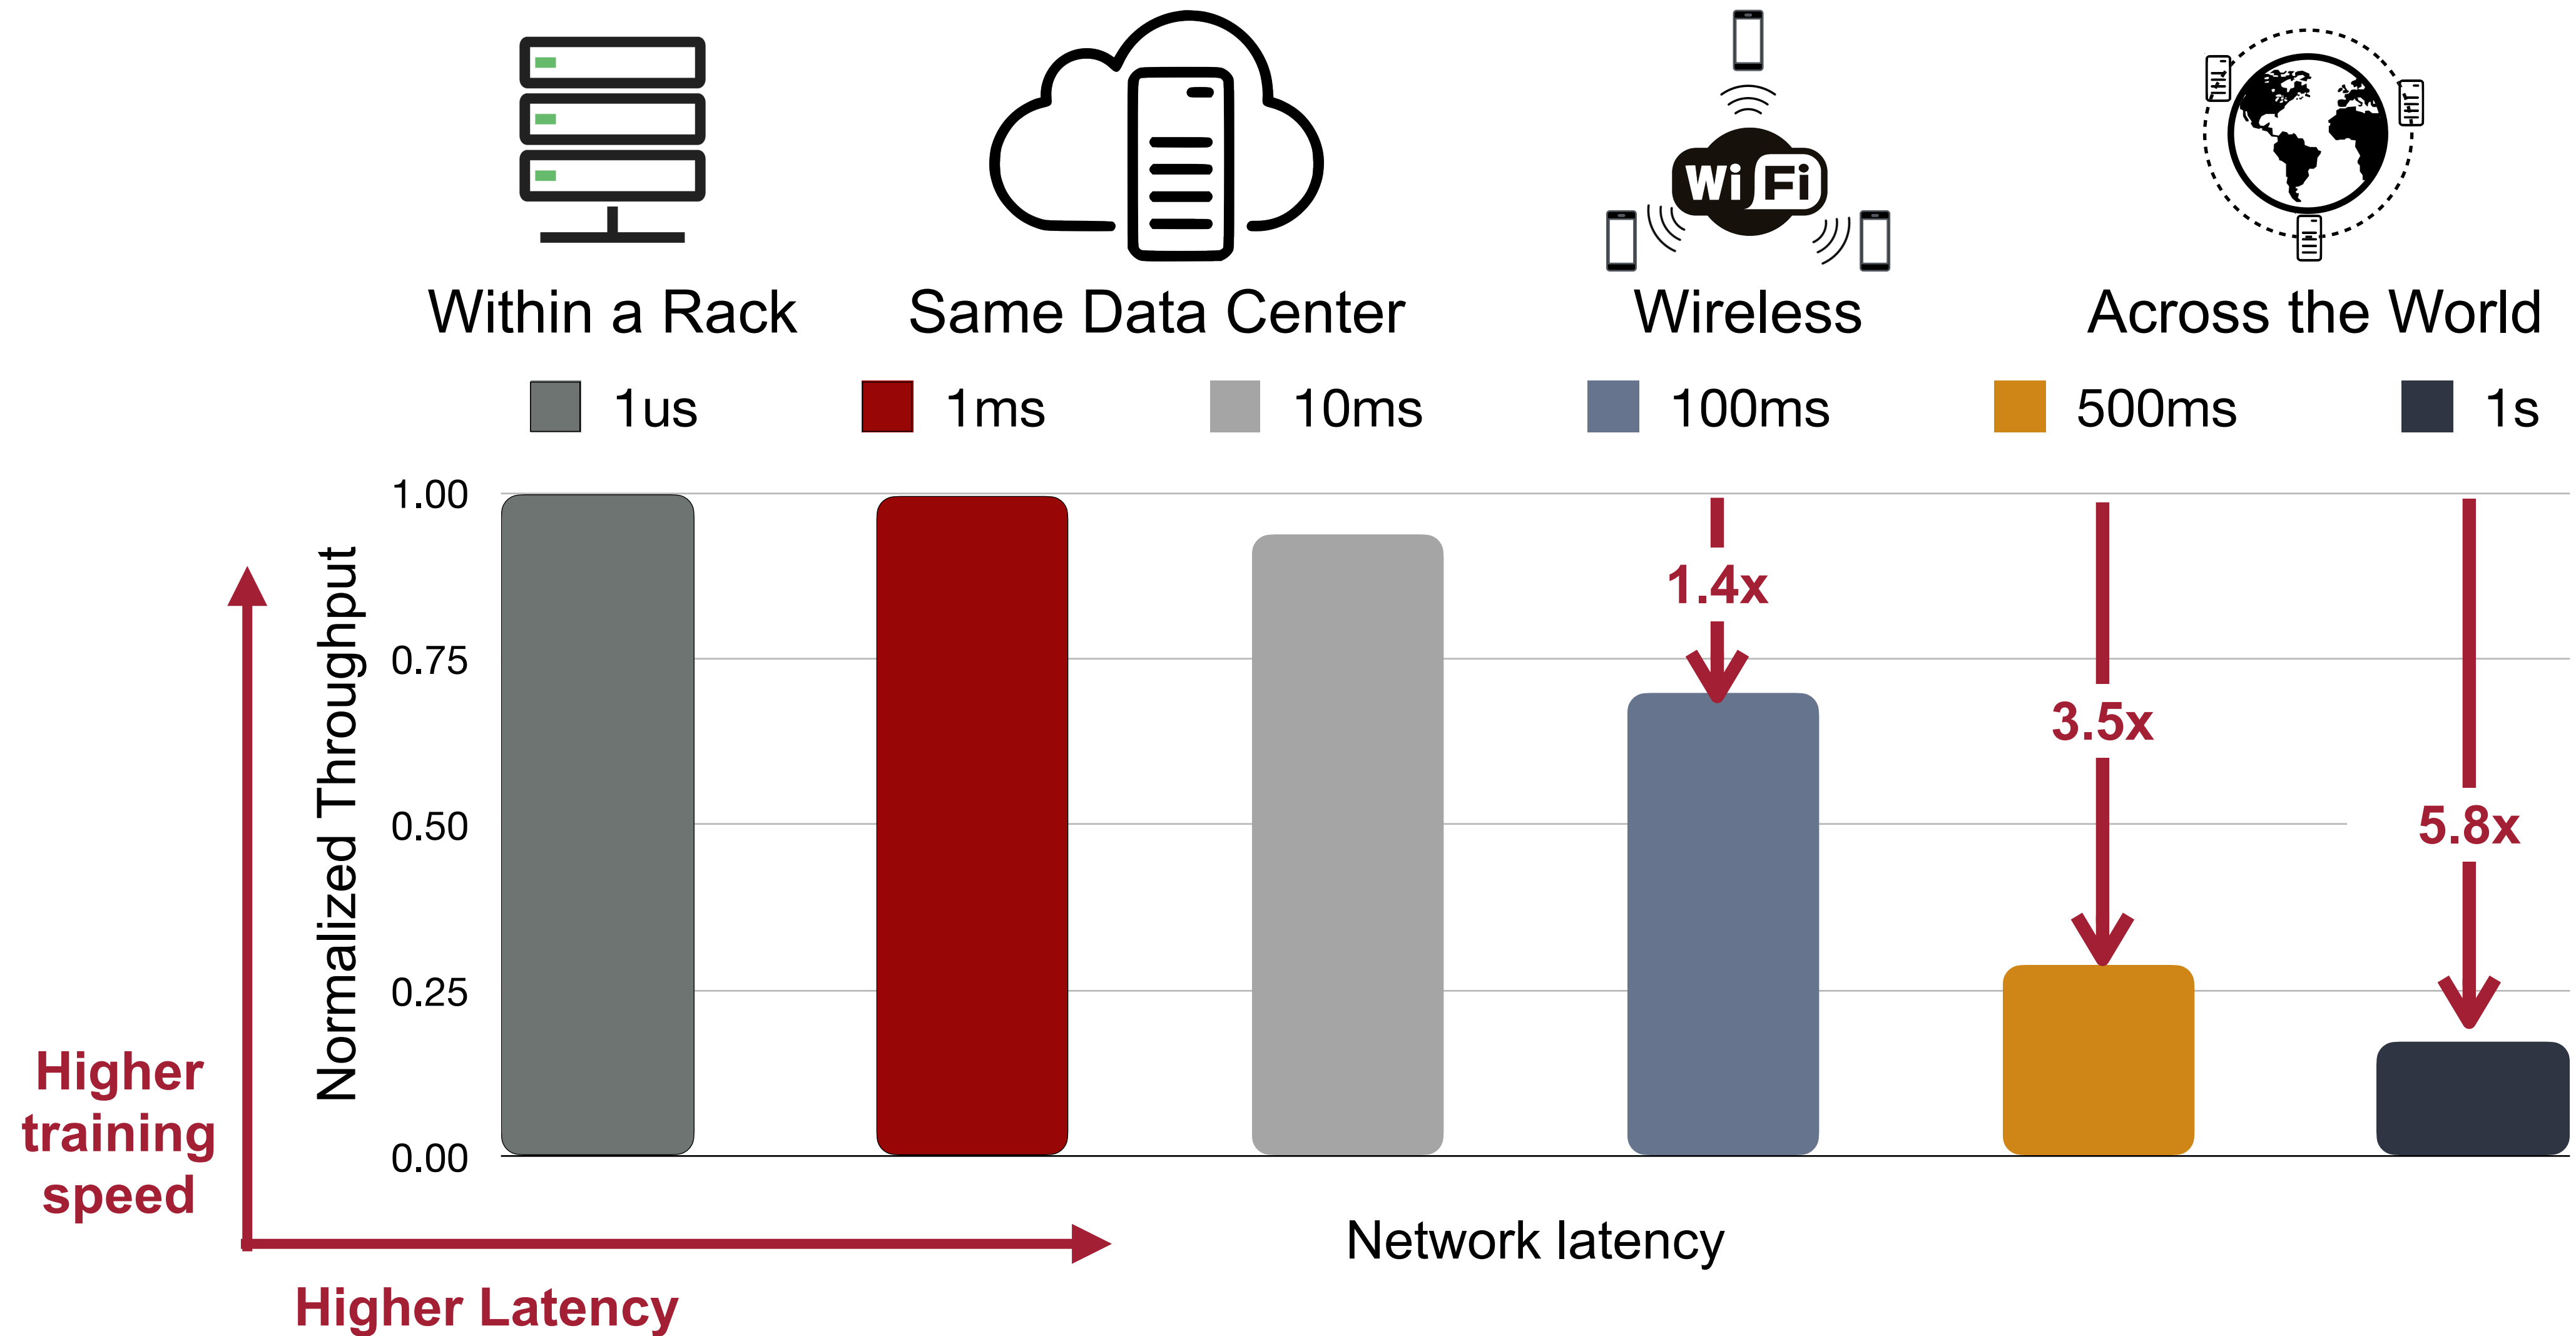 Wi Fi
Within a Rack
Same Data Center
Wireless
Across the World
1us
1ms
10ms
100ms
500ms
1s
Normalized Throughput
1.00
0.75
0.50
0.25
0.00
1.4x
3.5x
5.8x
Higher
training
speed
Network latency
Higher Latency